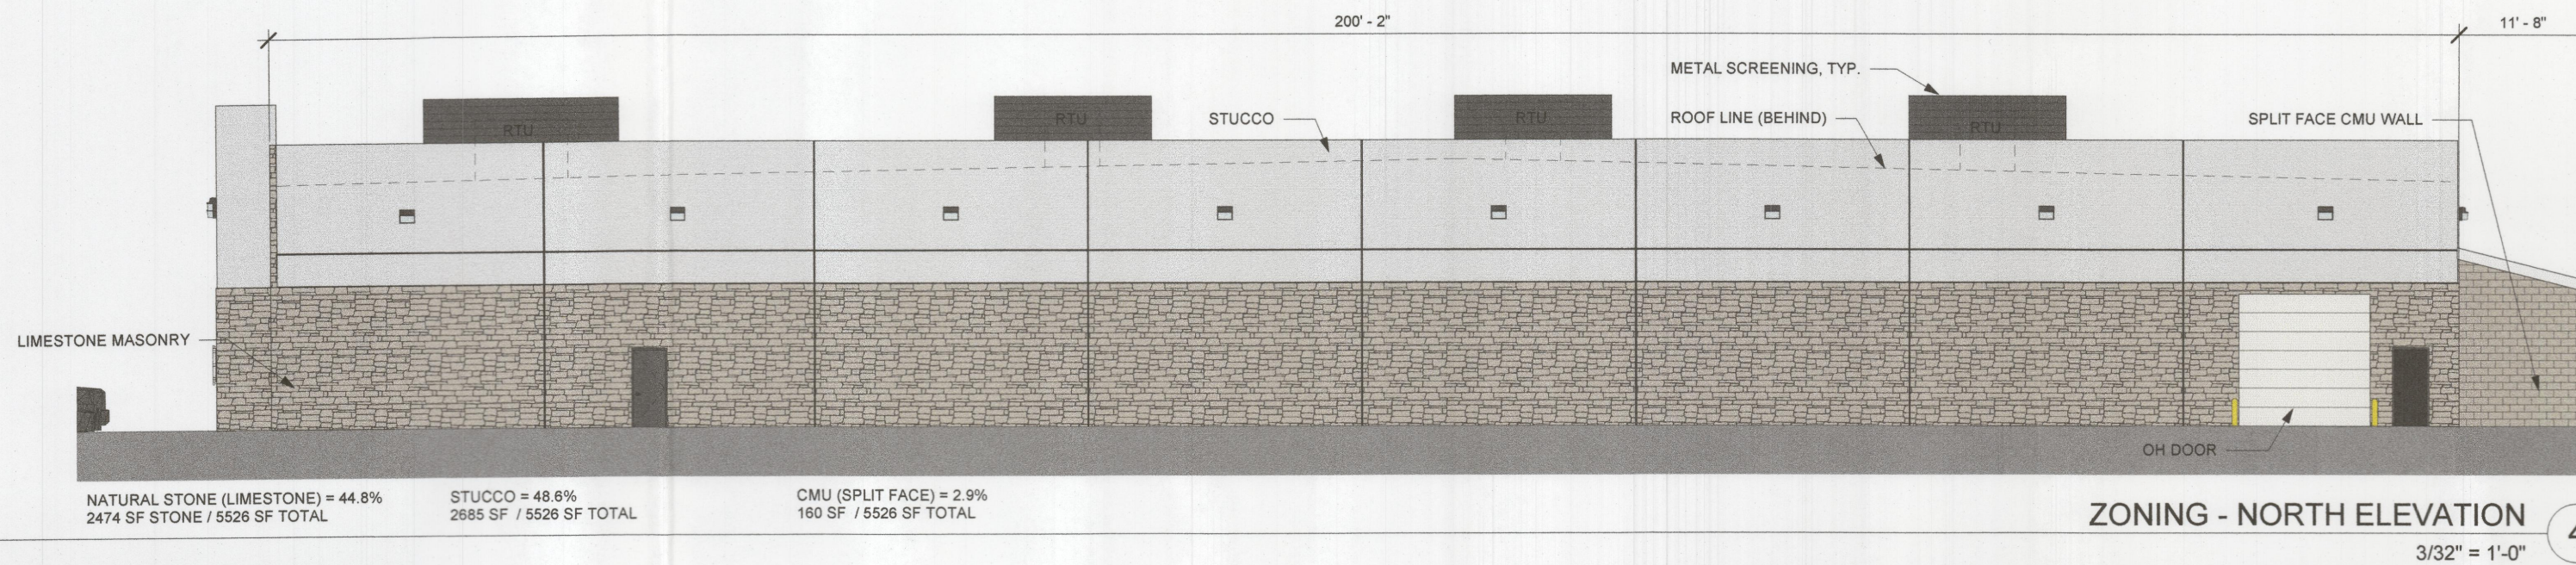 200' - 2"
11' - 8"
METAL SCREENING, TYP.
RTU
RTU
STUCCO
RTU
ROOF LINE (BEHIND)
RTU
SPLIT FACE CMU WALL
LIMESTONE MASONRY
OH DOOR
NATURAL STONE (LIMESTONE) = 44.8%
2474 SF STONE / 5526 SF TOTAL
STUCCO = 48.6%
2685 SF / 5526 SF TOTAL
CMU (SPLIT FACE) = 2.9%
160 SF / 5526 SF TOTAL
ZONING - NORTH ELEVATION
3/32" = 1'-0"